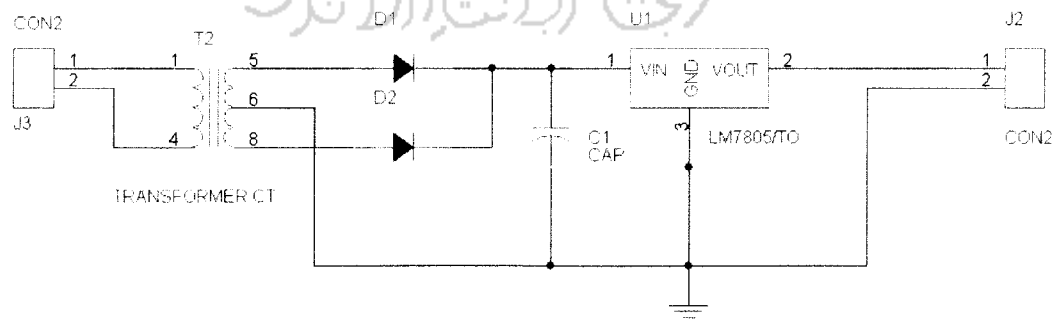 CON2
J3
1
2
T2
1
4
5
6
8
TRANSFORMER CT
D1
D2
C1
CAP
U1
1
VIN
GND
VOUT
2
3
LM7805/TO
J2
1
2
CON2